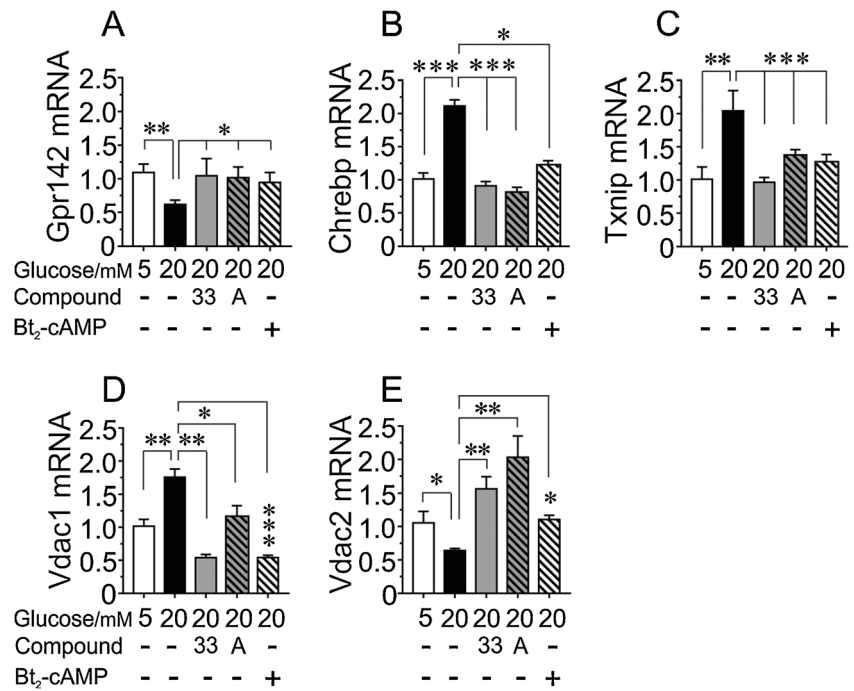 A B C
** * *** *** * ** ***
Gpr142 mRNA
2.5
2.0
1.5
1.0
0.5
0
Chrebp mRNA
2.5
2.0
1.5
1.0
0.5
0
Txnip mRNA
2.5
2.0
1.5
1.0
0.5
0
Glucose/mM 5 20 20 20 20 5 20 20 20 20 5 20 20 20 20
Compound - - 33 A - - - 33 A - - - 33 A -
Bt2-cAMP - - - - + - - - - + - - - - +
D E
** ** * *** * ** ** *
Vdac1 mRNA
2.5
2.0
1.5
1.0
0.5
0
Vdac2 mRNA
2.5
2.0
1.5
1.0
0.5
0
Glucose/mM 5 20 20 20 20 5 20 20 20 20
Compound - - 33 A - - - 33 A -
Bt2-cAMP - - - - + - - - - +